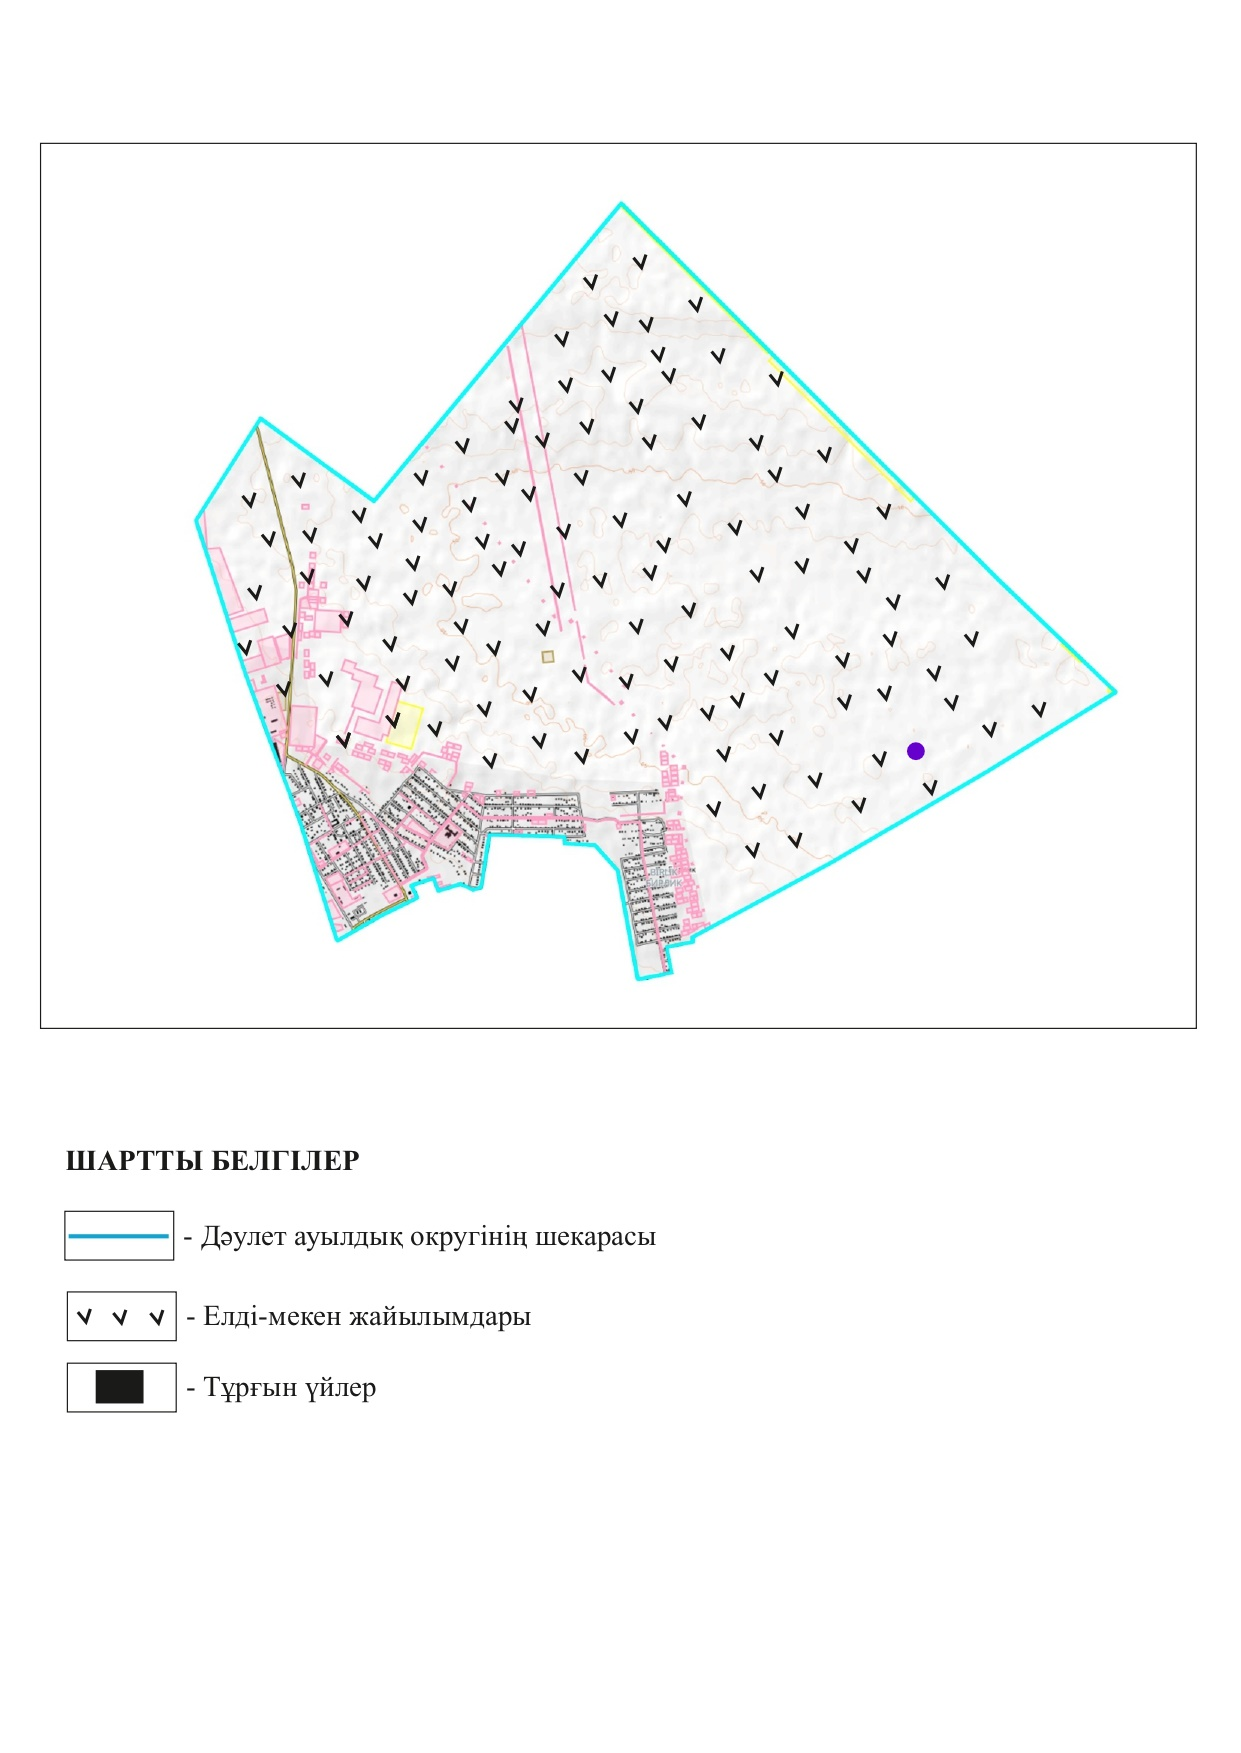 ШАРТТЫ БЕЛГІЛЕР
- Дәулет ауылдық округінің шекарасы
- Елді-мекен жайылымдары
- Тұрғын үйлер